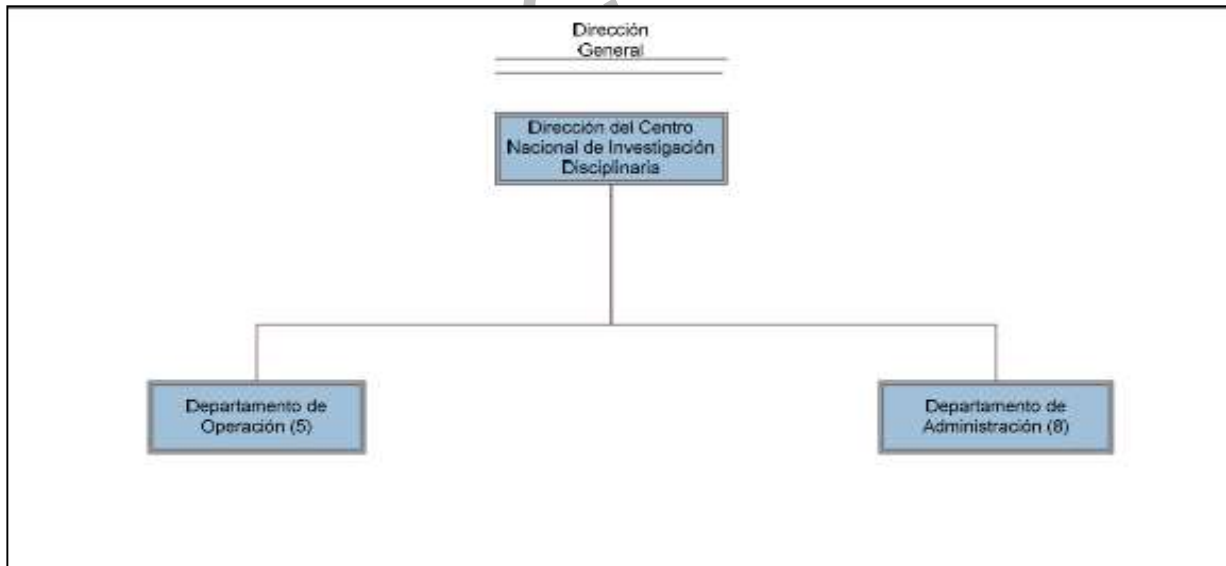 Dirección
General
Dirección del Centro
Nacional de Investigación
Disciplinaria
Departamento de
Operación (5)
Departamento de
Administración (8)